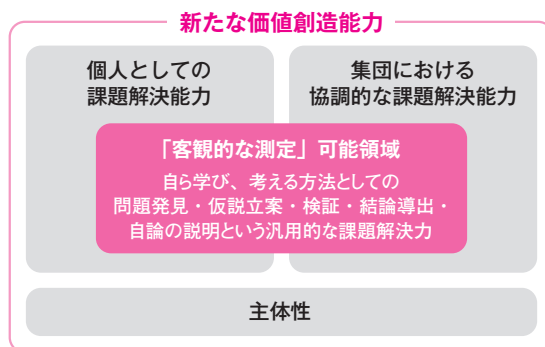 新たな価値創造能力
個人としての
課題解決能力
集団における
協調的な課題解決能力
「客観的な測定」可能領域
自ら学び、考える方法としての
問題発見・仮説立案・検証・結論導出・
自論の説明という汎用的な課題解決力
主体性